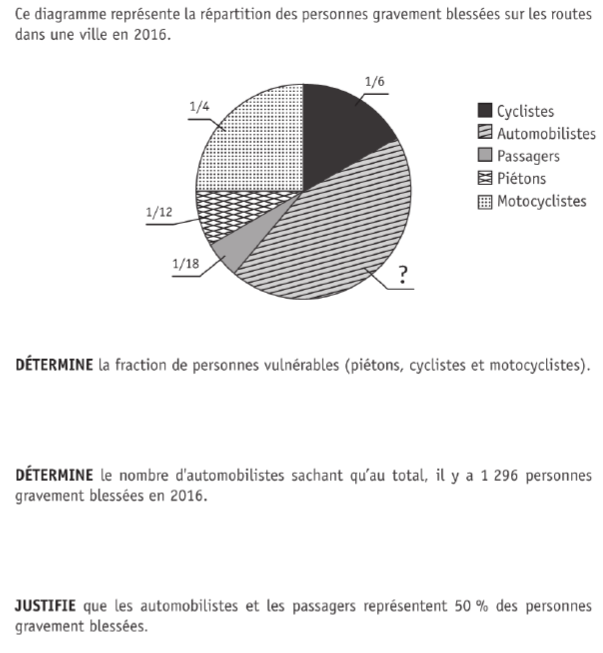 Ce diagramme représente la répartition des personnes gravement blessées sur les routes
dans une ville en 2016.
1/6
1/4
Cyclistes
Automobilistes
Passagers
Piétons
Motocyclistes
1/12
1/18
?
DÉTERMINE la fraction de personnes vulnérables (piétons, cyclistes et motocyclistes).
DÉTERMINE le nombre d'automobilistes sachant qu'au total, il y a 1 296 personnes
gravement blessées en 2016.
JUSTIFIE que les automobilistes et les passagers représentent 50 % des personnes
gravement blessées.